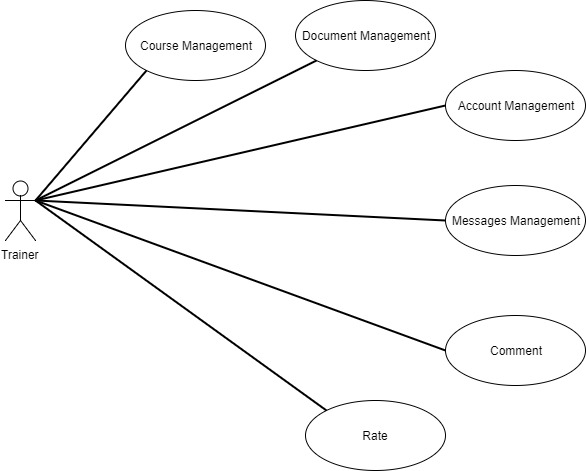 Course Management
Document Management
Account Management
Messages Management
Trainer
Comment
Rate